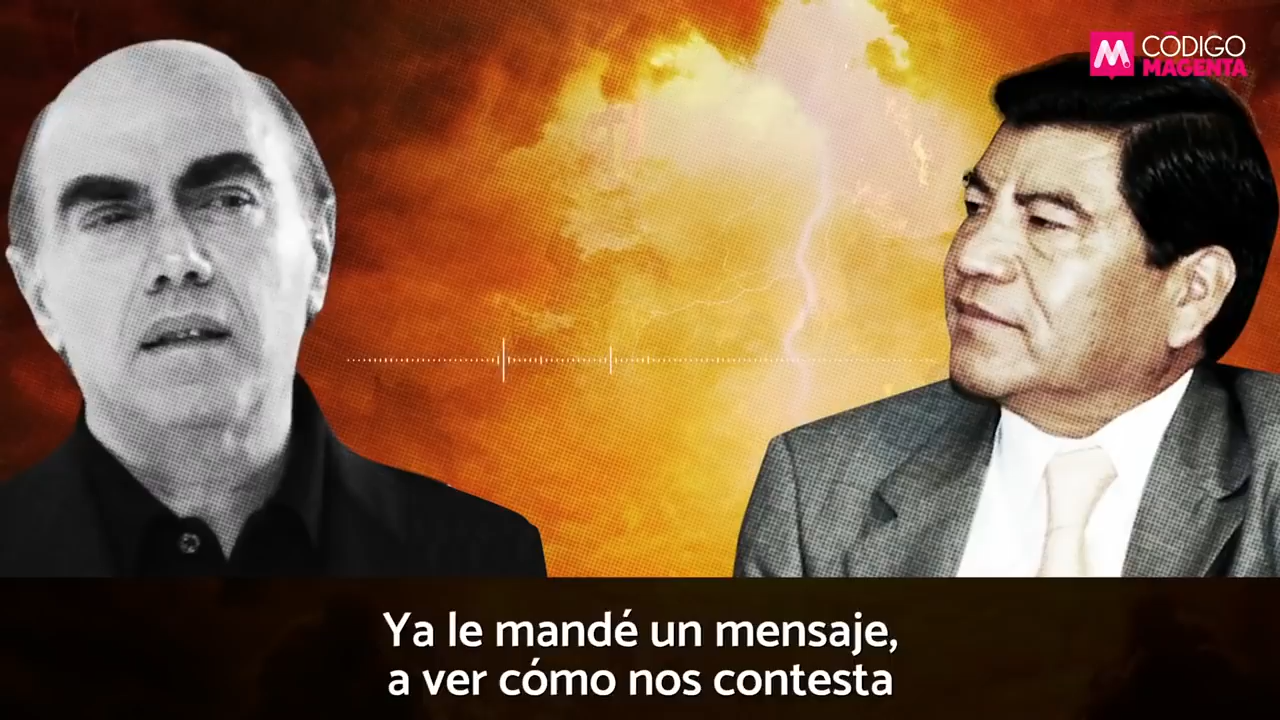 M
CODIGO
MAGENTA
Ya le mandé un mensaje,
a ver cómo nos contesta